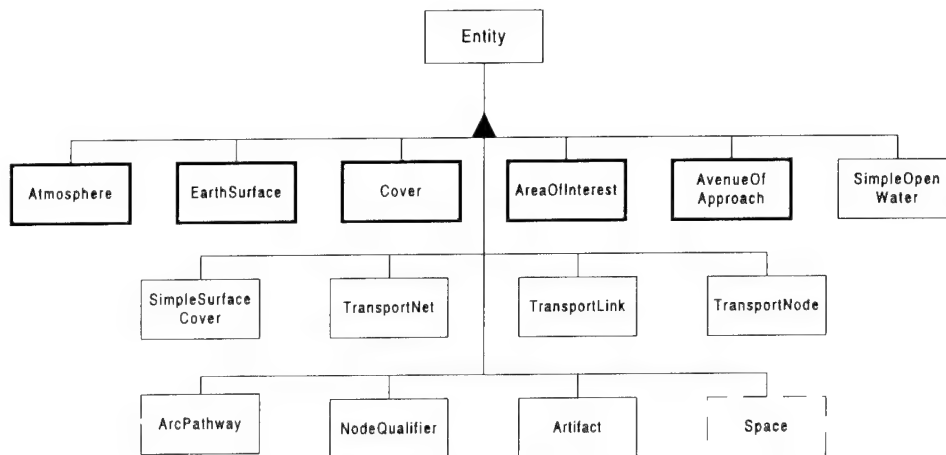 Entity
Atmosphere
EarthSurface
Cover
AreaOfInterest
AvenueOf
Approach
SimpleOpen
Water
SimpleSurface
Cover
TransportNet
TransportLink
TransportNode
ArcPathway
NodeQualifier
Artifact
Space